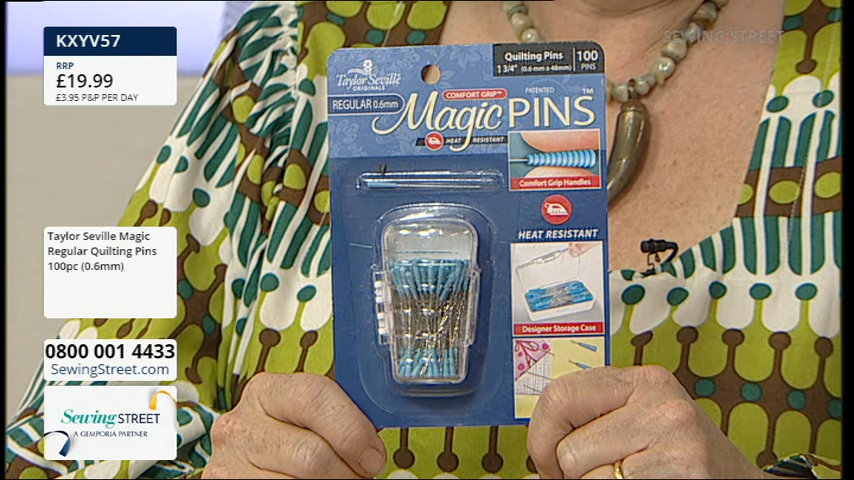 KXYV57
RRP
£19.99
£3.95 P&P PER DAY
Taylor Seville Magic
Regular Quilting Pins
100pc (0.6mm)
0800 001 4433
SewingStreet.com
Sewing STREET
A GEMPORIA PARTNER
SEWING STREET
Taylor Seville
ORIGINALS
Quilting Pins
1 3/4" (0.6mm x 48mm)
100
PINS
REGULAR 0.6mm
COMFORT GRIP™
PATENTED
Magic PINS™
HEAT RESISTANT
Comfort Grip Handles
HEAT RESISTANT
Designer Storage Case